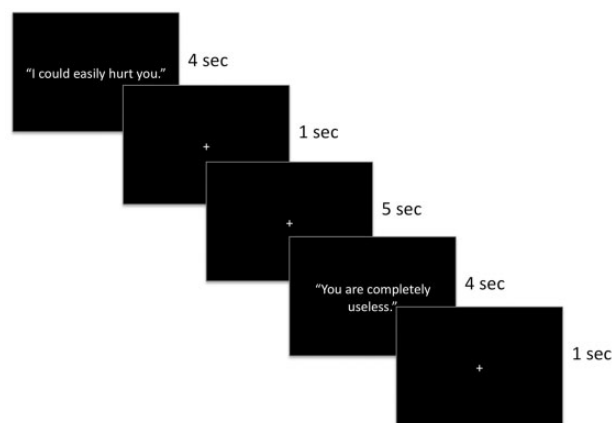 “I could easily hurt you.”
4 sec
+
1 sec
+
5 sec
“You are completely
useless.”
4 sec
+
1 sec